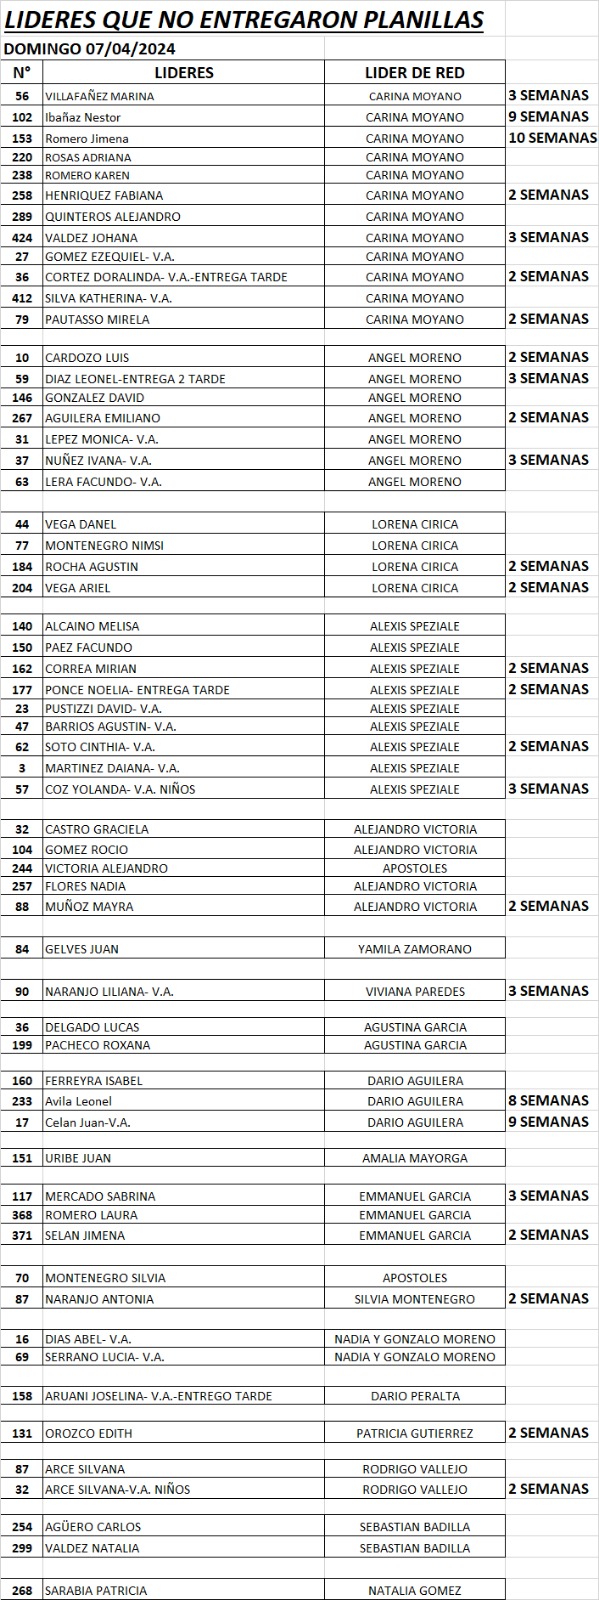 LIDERES QUE NO ENTREGARON PLANILLAS
DOMINGO 07/04/2024
N° LIDERES LIDER DE RED
56 VILLAFAÑEZ MARINA CARINA MOYANO 3 SEMANAS
102 Ibañaz Nestor CARINA MOYANO 9 SEMANAS
153 Romero Jimena CARINA MOYANO 10 SEMANAS
220 ROSAS ADRIANA CARINA MOYANO
238 ROMERO KAREN CARINA MOYANO
258 HENRIQUEZ FABIANA CARINA MOYANO 2 SEMANAS
289 QUINTEROS ALEJANDRO CARINA MOYANO
424 VALDEZ JOHANA CARINA MOYANO 3 SEMANAS
27 GOMEZ EZEQUIEL- V.A. CARINA MOYANO
36 CORTEZ DORALINDA- V.A.-ENTREGA TARDE CARINA MOYANO 2 SEMANAS
412 SILVA KATHERINA- V.A. CARINA MOYANO
79 PAUTASSO MIRELA CARINA MOYANO 2 SEMANAS
10 CARDOZO LUIS ANGEL MORENO 2 SEMANAS
59 DIAZ LEONEL-ENTREGA 2 TARDE ANGEL MORENO 3 SEMANAS
146 GONZALEZ DAVID ANGEL MORENO
267 AGUILERA EMILIANO ANGEL MORENO 2 SEMANAS
31 LEPEZ MONICA- V.A. ANGEL MORENO
37 NUÑEZ IVANA- V.A. ANGEL MORENO 3 SEMANAS
63 LERA FACUNDO- V.A. ANGEL MORENO
44 VEGA DANEL LORENA CIRICA
77 MONTENEGRO NIMSI LORENA CIRICA
184 ROCHA AGUSTIN LORENA CIRICA 2 SEMANAS
204 VEGA ARIEL LORENA CIRICA 2 SEMANAS
140 ALCAINO MELISA ALEXIS SPEZIALE
150 PAEZ FACUNDO ALEXIS SPEZIALE
162 CORREA MIRIAN ALEXIS SPEZIALE 2 SEMANAS
177 PONCE NOELIA- ENTREGA TARDE ALEXIS SPEZIALE 2 SEMANAS
23 PUSTIZZI DAVID- V.A. ALEXIS SPEZIALE
47 BARRIOS AGUSTIN- V.A. ALEXIS SPEZIALE
62 SOTO CINTHIA- V.A. ALEXIS SPEZIALE 2 SEMANAS
3 MARTINEZ DAIANA- V.A. ALEXIS SPEZIALE
57 COZ YOLANDA- V.A. NIÑOS ALEXIS SPEZIALE 3 SEMANAS
32 CASTRO GRACIELA ALEJANDRO VICTORIA
104 GOMEZ ROCIO ALEJANDRO VICTORIA
244 VICTORIA ALEJANDRO APOSTOLES
257 FLORES NADIA ALEJANDRO VICTORIA
88 MUÑOZ MAYRA ALEJANDRO VICTORIA 2 SEMANAS
84 GELVES JUAN YAMILA ZAMORANO
90 NARANJO LILIANA- V.A. VIVIANA PAREDES 3 SEMANAS
36 DELGADO LUCAS AGUSTINA GARCIA
199 PACHECO ROXANA AGUSTINA GARCIA
160 FERREYRA ISABEL DARIO AGUILERA
233 Avila Leonel DARIO AGUILERA 8 SEMANAS
17 Celan Juan-V.A. DARIO AGUILERA 9 SEMANAS
151 URIBE JUAN AMALIA MAYORGA
117 MERCADO SABRINA EMMANUEL GARCIA 3 SEMANAS
368 ROMERO LAURA EMMANUEL GARCIA
371 SELAN JIMENA EMMANUEL GARCIA 2 SEMANAS
70 MONTENEGRO SILVIA APOSTOLES
87 NARANJO ANTONIA SILVIA MONTENEGRO 2 SEMANAS
16 DIAS ABEL- V.A. NADIA Y GONZALO MORENO
69 SERRANO LUCIA- V.A. NADIA Y GONZALO MORENO
158 ARUANI JOSELINA- V.A.-ENTREGO TARDE DARIO PERALTA
131 OROZCO EDITH PATRICIA GUTIERREZ 2 SEMANAS
87 ARCE SILVANA RODRIGO VALLEJO
32 ARCE SILVANA-V.A. NIÑOS RODRIGO VALLEJO 2 SEMANAS
254 AGÜERO CARLOS SEBASTIAN BADILLA
299 VALDEZ NATALIA SEBASTIAN BADILLA
268 SARABIA PATRICIA NATALIA GOMEZ